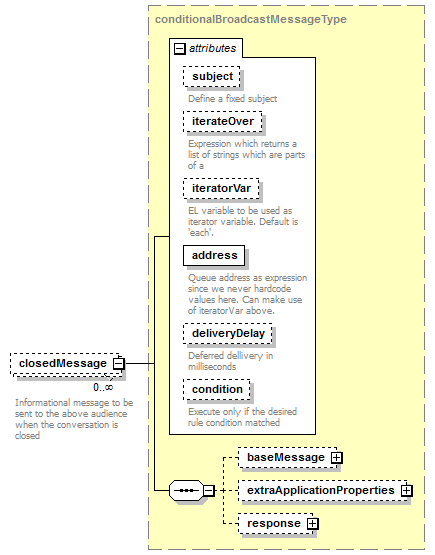 conditionalBroadcastMessageType
attributes
subject
Define a fixed subject
iterateOver
Expression which returns a
list of strings which are parts
of a
iteratorVar
EL variable to be used as
iterator variable. Default is
'each'.
address
Queue address as expression
since we never hardcode
values here. Can make use
of iteratorVar above.
deliveryDelay
Deferred dellivery in
milliseconds
condition
Execute only if the desired
rule condition matched
closedMessage
0..∞
Informational message to be
sent to the above audience
when the conversation is
closed
baseMessage
extraApplicationProperties
response